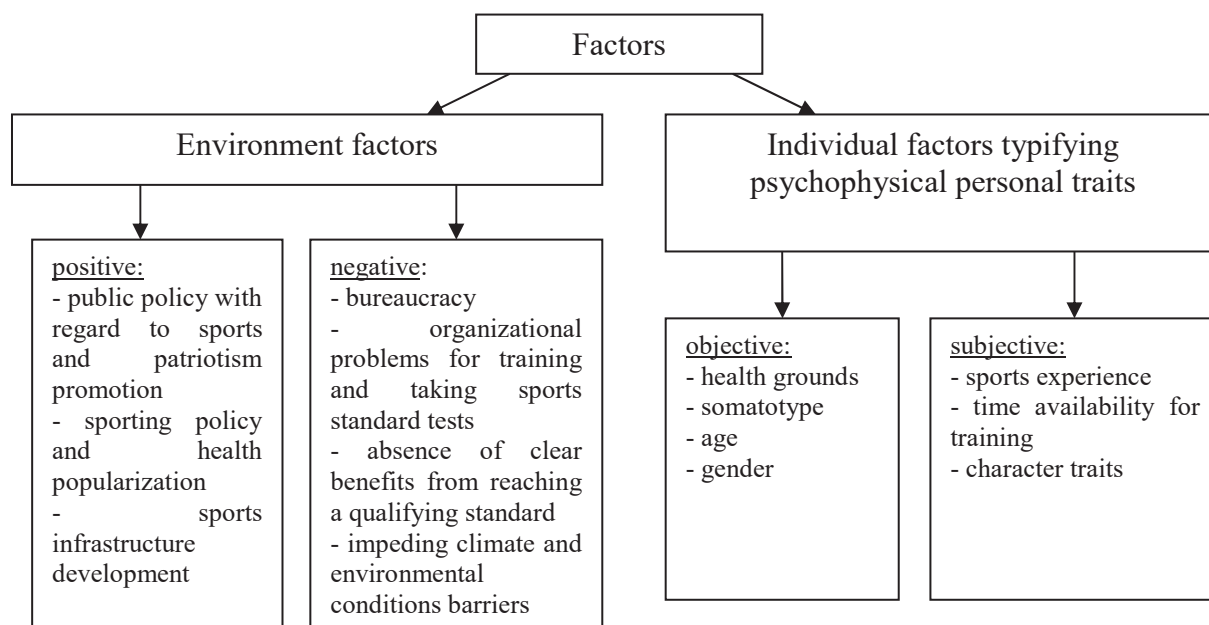 Factors
Environment factors
Individual factors typifying
psychophysical personal traits
positive:
- public policy with
regard to sports
and patriotism
promotion
- sporting policy
and health
popularization
- sports
infrastructure
development
negative:
- bureaucracy
- organizational
problems for training
and taking sports
standard tests
- absence of clear
benefits from reaching
a qualifying standard
- impeding climate and
environmental
conditions barriers
objective:
- health grounds
- somatotype
- age
- gender
subjective:
- sports experience
- time availability for
training
- character traits